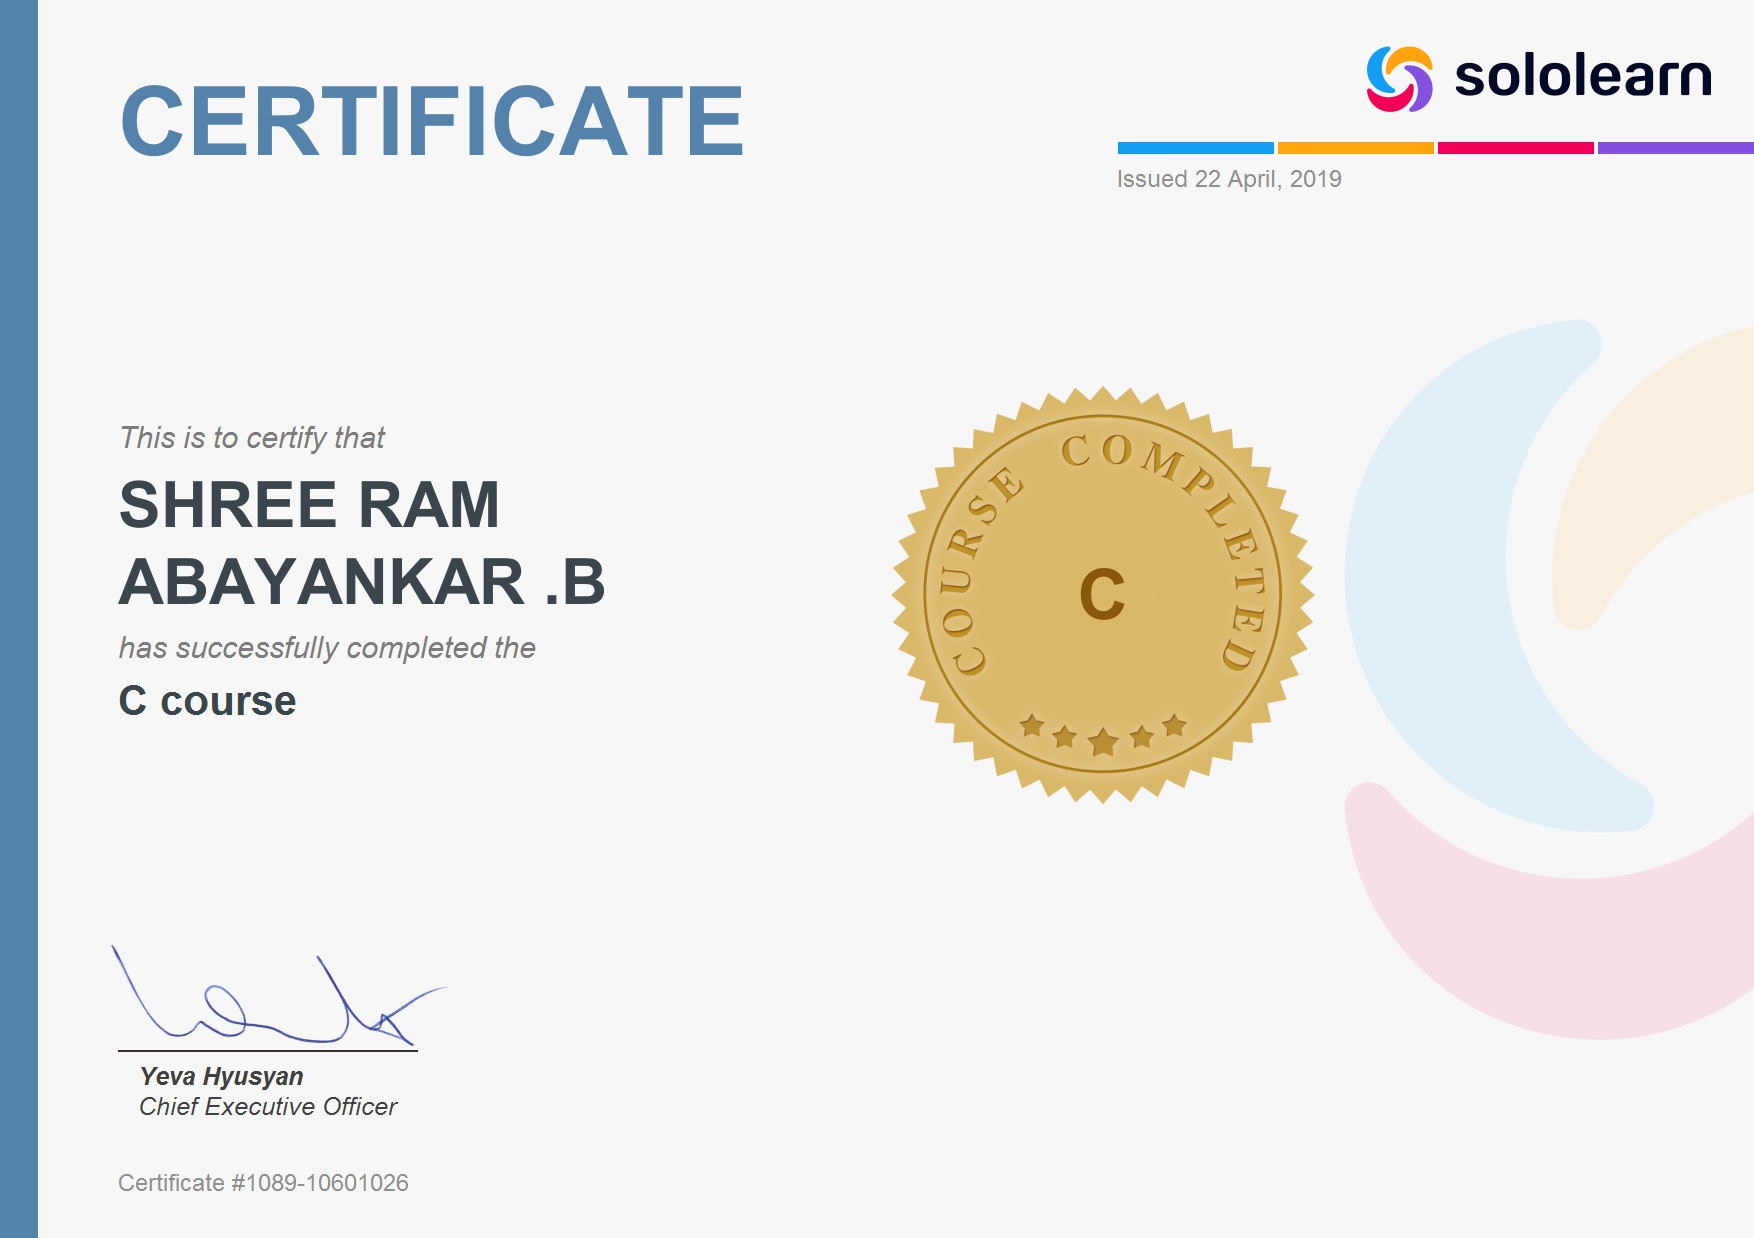 CERTIFICATE
sololearn
Issued 22 April, 2019
This is to certify that
SHREE RAM
ABAYANKAR .B
has successfully completed the
C course
COURSE COMPLETED
C
Yeva Hyusyan
Chief Executive Officer
Certificate #1089-10601026